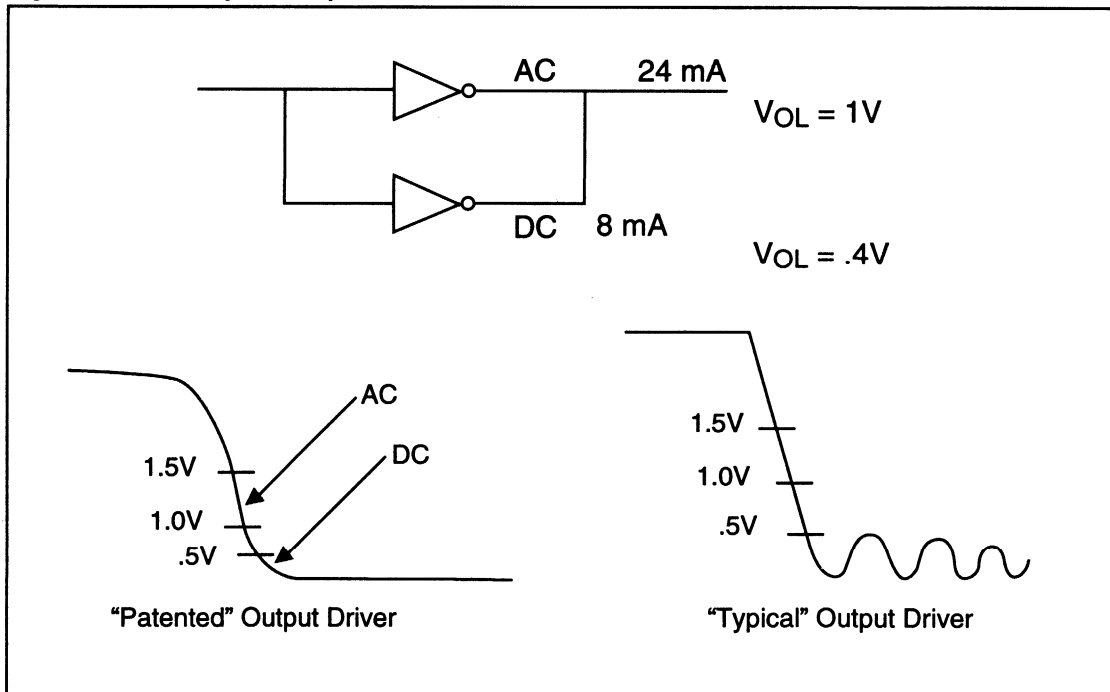 AC 24 mA
VOL = 1V
DC 8 mA
VOL = .4V
AC
1.5V
DC
1.0V
.5V
1.5V
1.0V
.5V
“Patented” Output Driver
“Typical” Output Driver